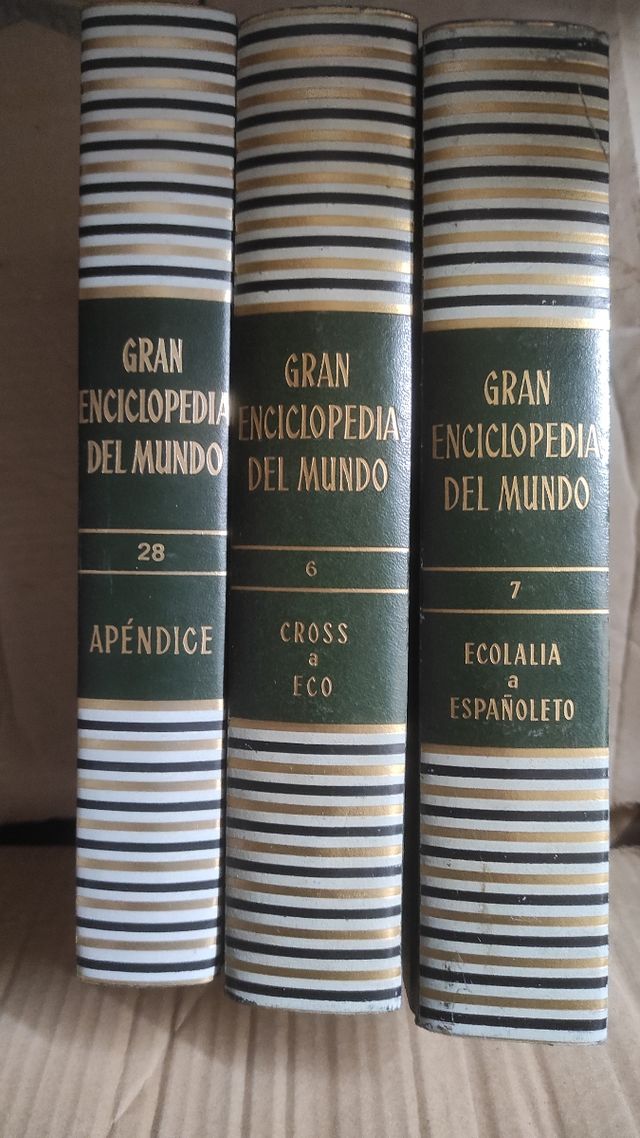 GRAN
ENCICLOPEDIA
DEL MUNDO
28
APÉNDICE
GRAN
ENCICLOPEDIA
DEL MUNDO
6
CROSS
a
ECO
GRAN
ENCICLOPEDIA
DEL MUNDO
7
ECOLALIA
a
ESPAÑOLETO